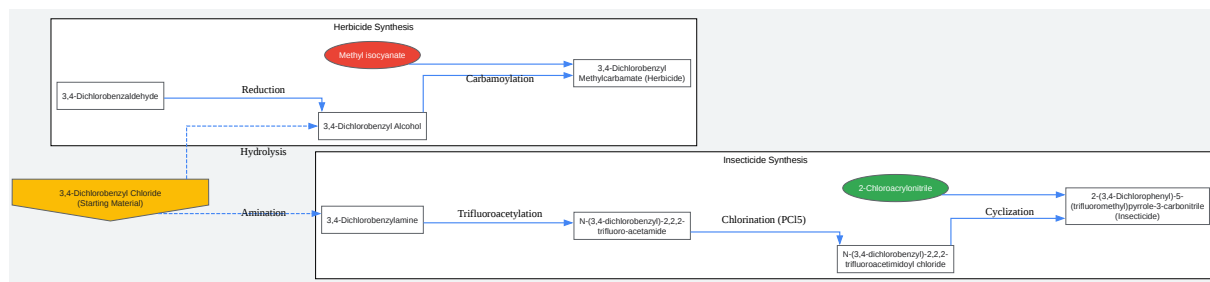 Herbicide Synthesis
Methyl isocyanate
3,4-Dichlorobenzyl
Methylcarbamate (Herbicide)
Carbamoylation
3,4-Dichlorobenzaldehyde
Reduction
3,4-Dichlorobenzyl Alcohol
Hydrolysis
Insecticide Synthesis
3,4-Dichlorobenzyl Chloride
(Starting Material)
Amination
3,4-Dichlorobenzylamine
Trifluoroacetylation
N-(3,4-dichlorobenzyl)-2,2,2-
trifluoro-acetamide
Chlorination (PCl5)
N-(3,4-dichlorobenzyl)-2,2,2-
trifluoroacetimidoyl chloride
2-Chloroacrylonitrile
Cyclization
2-(3,4-Dichlorophenyl)-5-
(trifluoromethyl)pyrrole-3-carbonitrile
(Insecticide)